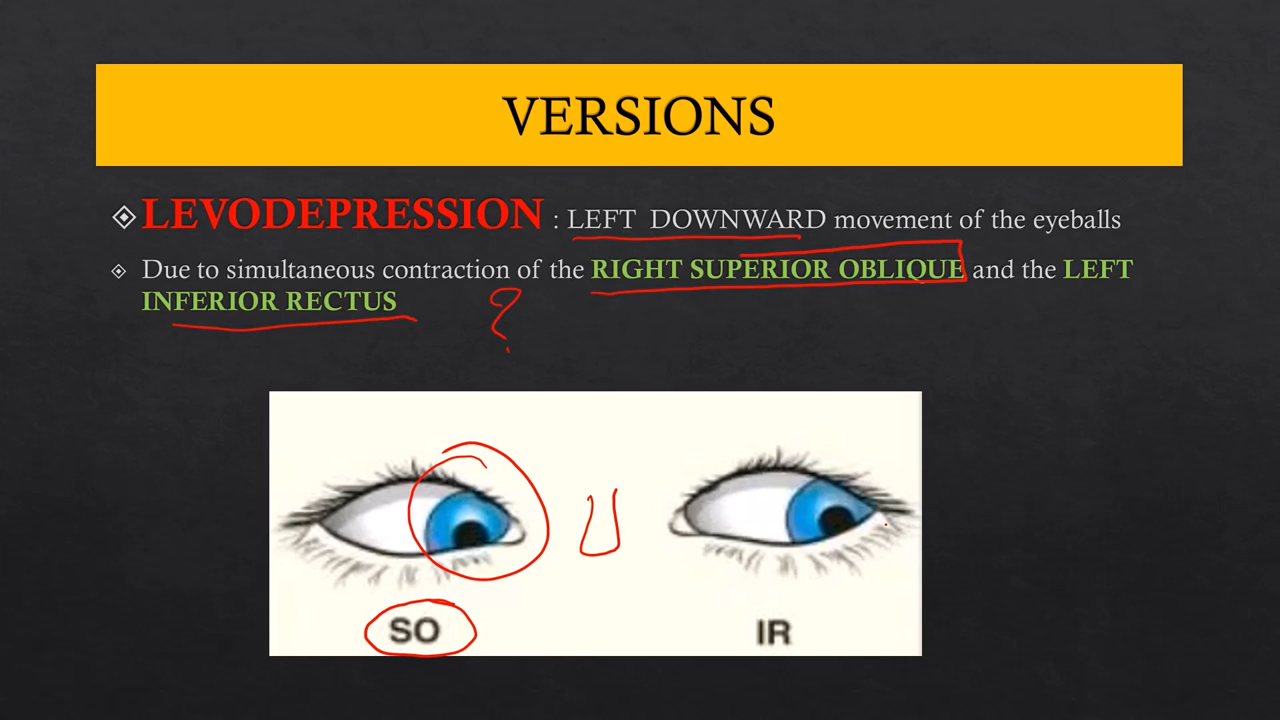 VERSIONS
LEVODEPRESSION : LEFT DOWNWARD movement of the eyeballs
Due to simultaneous contraction of the RIGHT SUPERIOR OBLIQUE and the LEFT
INFERIOR RECTUS
?
SO
IR